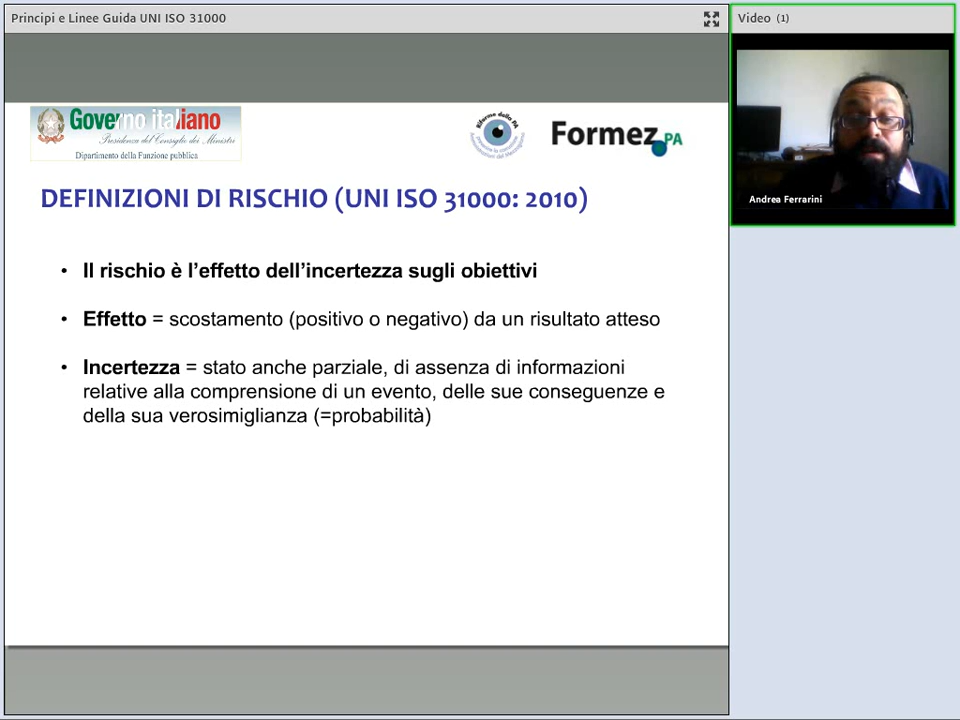 Principi e Linee Guida UNI ISO 31000
Video (1)
Governo italiano
Presidenza del Consiglio dei Ministri
Dipartimento della Funzione pubblica
Formez PA
Andrea Ferrarini
DEFINIZIONI DI RISCHIO (UNI ISO 31000: 2010)
• Il rischio è l’effetto dell’incertezza sugli obiettivi
• Effetto = scostamento (positivo o negativo) da un risultato atteso
• Incertezza = stato anche parziale, di assenza di informazioni
relative alla comprensione di un evento, delle sue conseguenze e
della sua verosimiglianza (=probabilità)